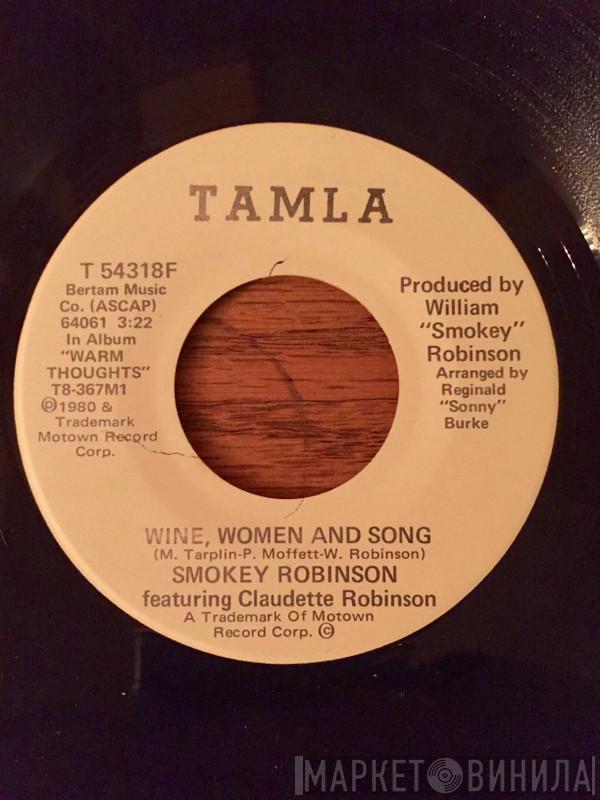 TAMLA
T 54318F
Bertam Music
Co. (ASCAP)
64061 3:22
In Album
"WARM
THOUGHTS"
T8-367M1
℗1980 &
Trademark
Motown Record
Corp.
Produced by
William
"Smokey"
Robinson
Arranged by
Reginald
"Sonny"
Burke
WINE, WOMEN AND SONG
(M. Tarplin-P. Moffett-W. Robinson)
SMOKEY ROBINSON
featuring Claudette Robinson
A Trademark Of Motown
Record Corp. ©
МАРКЕТ ВИНИЛА